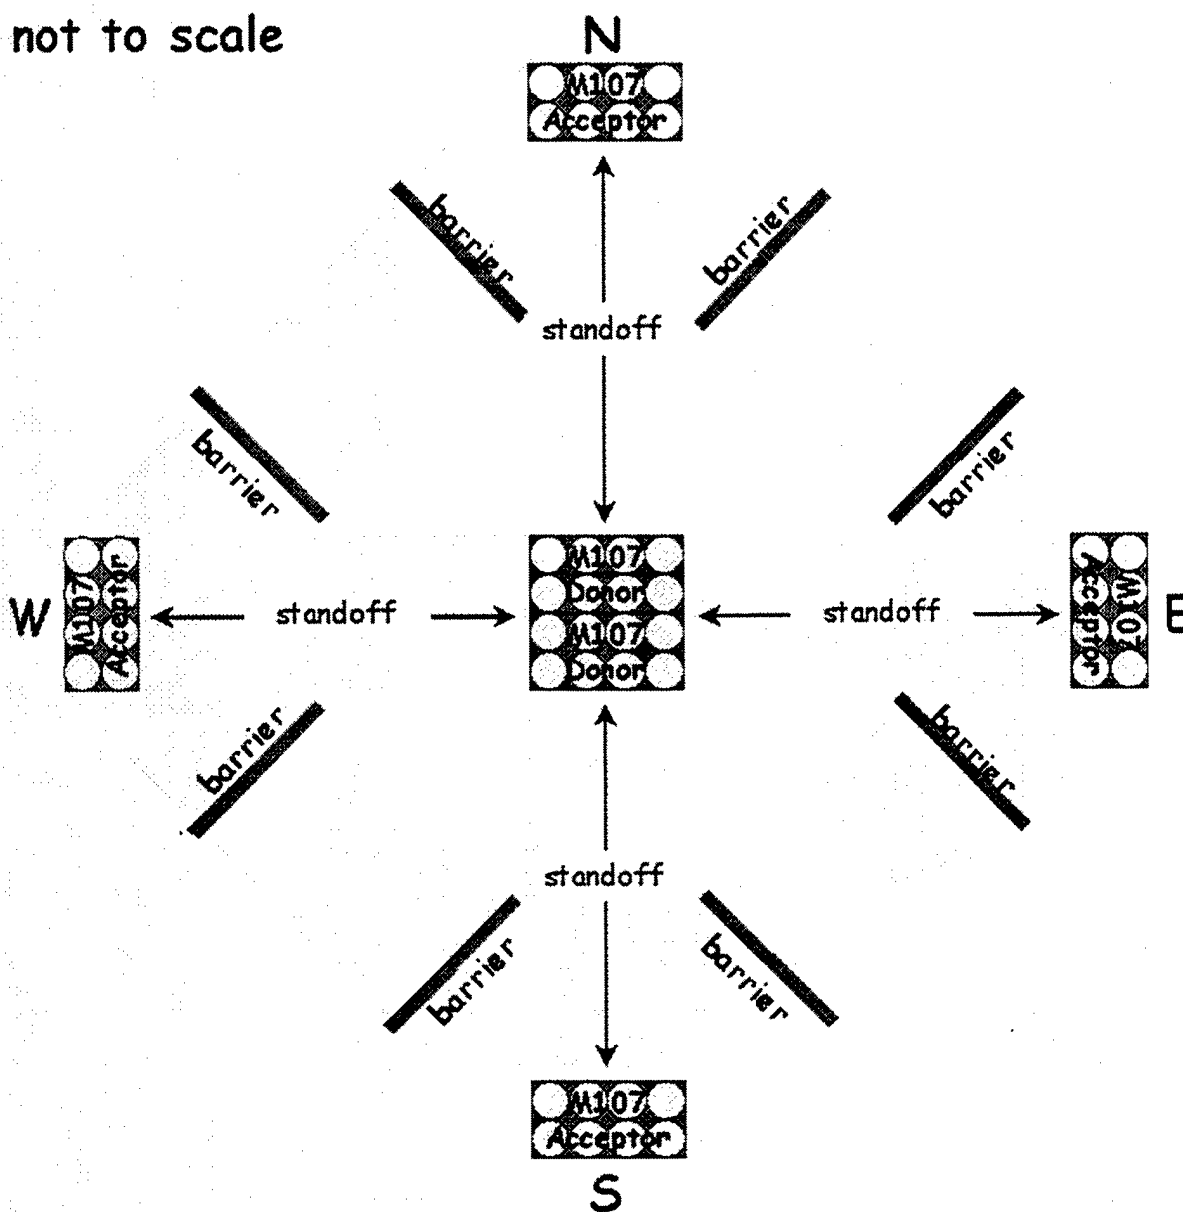 not to scale
N
M107
Acceptor
barrier
barrier
standoff
barrier
barrier
W
M107
Acceptor
standoff
M107
Donor
M107
Donor
standoff
Acceptor
M107
E
barrier
barrier
standoff
barrier
barrier
M107
Acceptor
S